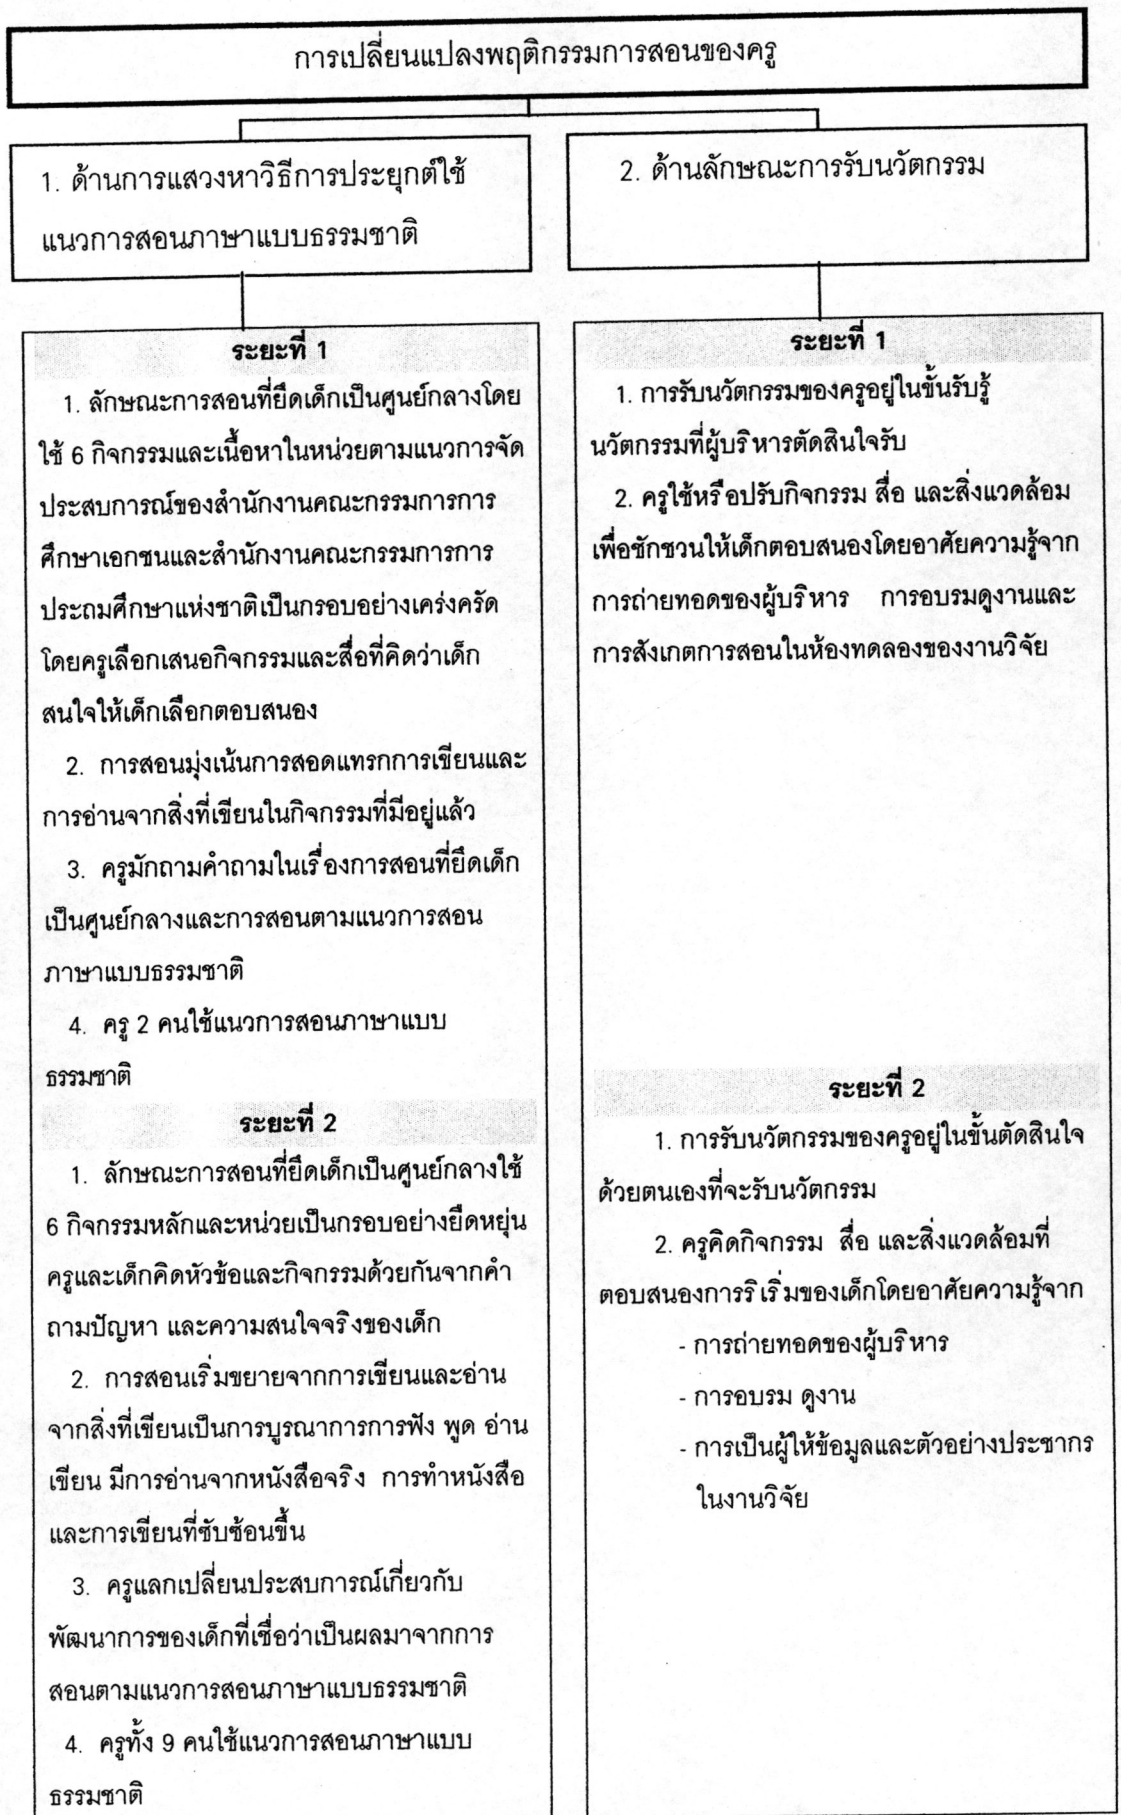 การเปลี่ยนแปลงพฤติกรรมการสอนของครู
1. ด้านการแสวงหาวิธีการประยุกต์ใช้
แนวการสอนภาษาแบบธรรมชาติ
ระยะที่ 1
1. ลักษณะการสอนที่ยึดเด็กเป็นศูนย์กลางโดย
ใช้ 6 กิจกรรมและเนื้อหาในหน่วยตามแนวการจัด
ประสบการณ์ของสำนักงานคณะกรรมการการ
ศึกษาเอกชนและสำนักงานคณะกรรมการการ
ประถมศึกษาแห่งชาติเป็นกรอบอย่างเคร่งครัด
โดยครูเลือกเสนอกิจกรรมและสื่อที่คิดว่าเด็ก
สนใจให้เด็กเลือกตอบสนอง
2. การสอนมุ่งเน้นการสอดแทรกการเขียนและ
การอ่านจากสิ่งที่เขียนในกิจกรรมที่มีอยู่แล้ว
3. ครูมักถามคำถามในเรื่องการสอนที่ยึดเด็ก
เป็นศูนย์กลางและการสอนตามแนวการสอน
ภาษาแบบธรรมชาติ
4. ครู 2 คนใช้แนวการสอนภาษาแบบ
ธรรมชาติ
ระยะที่ 2
1. ลักษณะการสอนที่ยึดเด็กเป็นศูนย์กลางใช้
6 กิจกรรมหลักและหน่วยเป็นกรอบอย่างยืดหยุ่น
ครูและเด็กคิดหัวข้อและกิจกรรมด้วยกันจากคำ
ถามปัญหา และความสนใจจริงของเด็ก
2. การสอนเริ่มขยายจากการเขียนและอ่าน
จากสิ่งที่เขียนเป็นการบูรณาการการฟัง พูด อ่าน
เขียน มีการอ่านจากหนังสือจริง การทำหนังสือ
และการเขียนที่ซับซ้อนขึ้น
3. ครูแลกเปลี่ยนประสบการณ์เกี่ยวกับ
พัฒนาการของเด็กที่เชื่อว่าเป็นผลมาจากการ
สอนตามแนวการสอนภาษาแบบธรรมชาติ
4. ครูทั้ง 9 คนใช้แนวการสอนภาษาแบบ
ธรรมชาติ
2. ด้านลักษณะการรับนวัตกรรม
ระยะที่ 1
1. การรับนวัตกรรมของครูอยู่ในขั้นรับรู้
นวัตกรรมที่ผู้บริหารตัดสินใจรับ
2. ครูใช้หรือปรับกิจกรรม สื่อ และสิ่งแวดล้อม
เพื่อชักชวนให้เด็กตอบสนองโดยอาศัยความรู้จาก
การถ่ายทอดของผู้บริหาร การอบรมดูงานและ
การสังเกตการสอนในห้องทดลองของงานวิจัย
ระยะที่ 2
1. การรับนวัตกรรมของครูอยู่ในขั้นตัดสินใจ
ด้วยตนเองที่จะรับนวัตกรรม
2. ครูคิดกิจกรรม สื่อ และสิ่งแวดล้อมที่
ตอบสนองการริเริ่มของเด็กโดยอาศัยความรู้จาก
- การถ่ายทอดของผู้บริหาร
- การอบรม ดูงาน
- การเป็นผู้ให้ข้อมูลและตัวอย่างประชากร
ในงานวิจัย